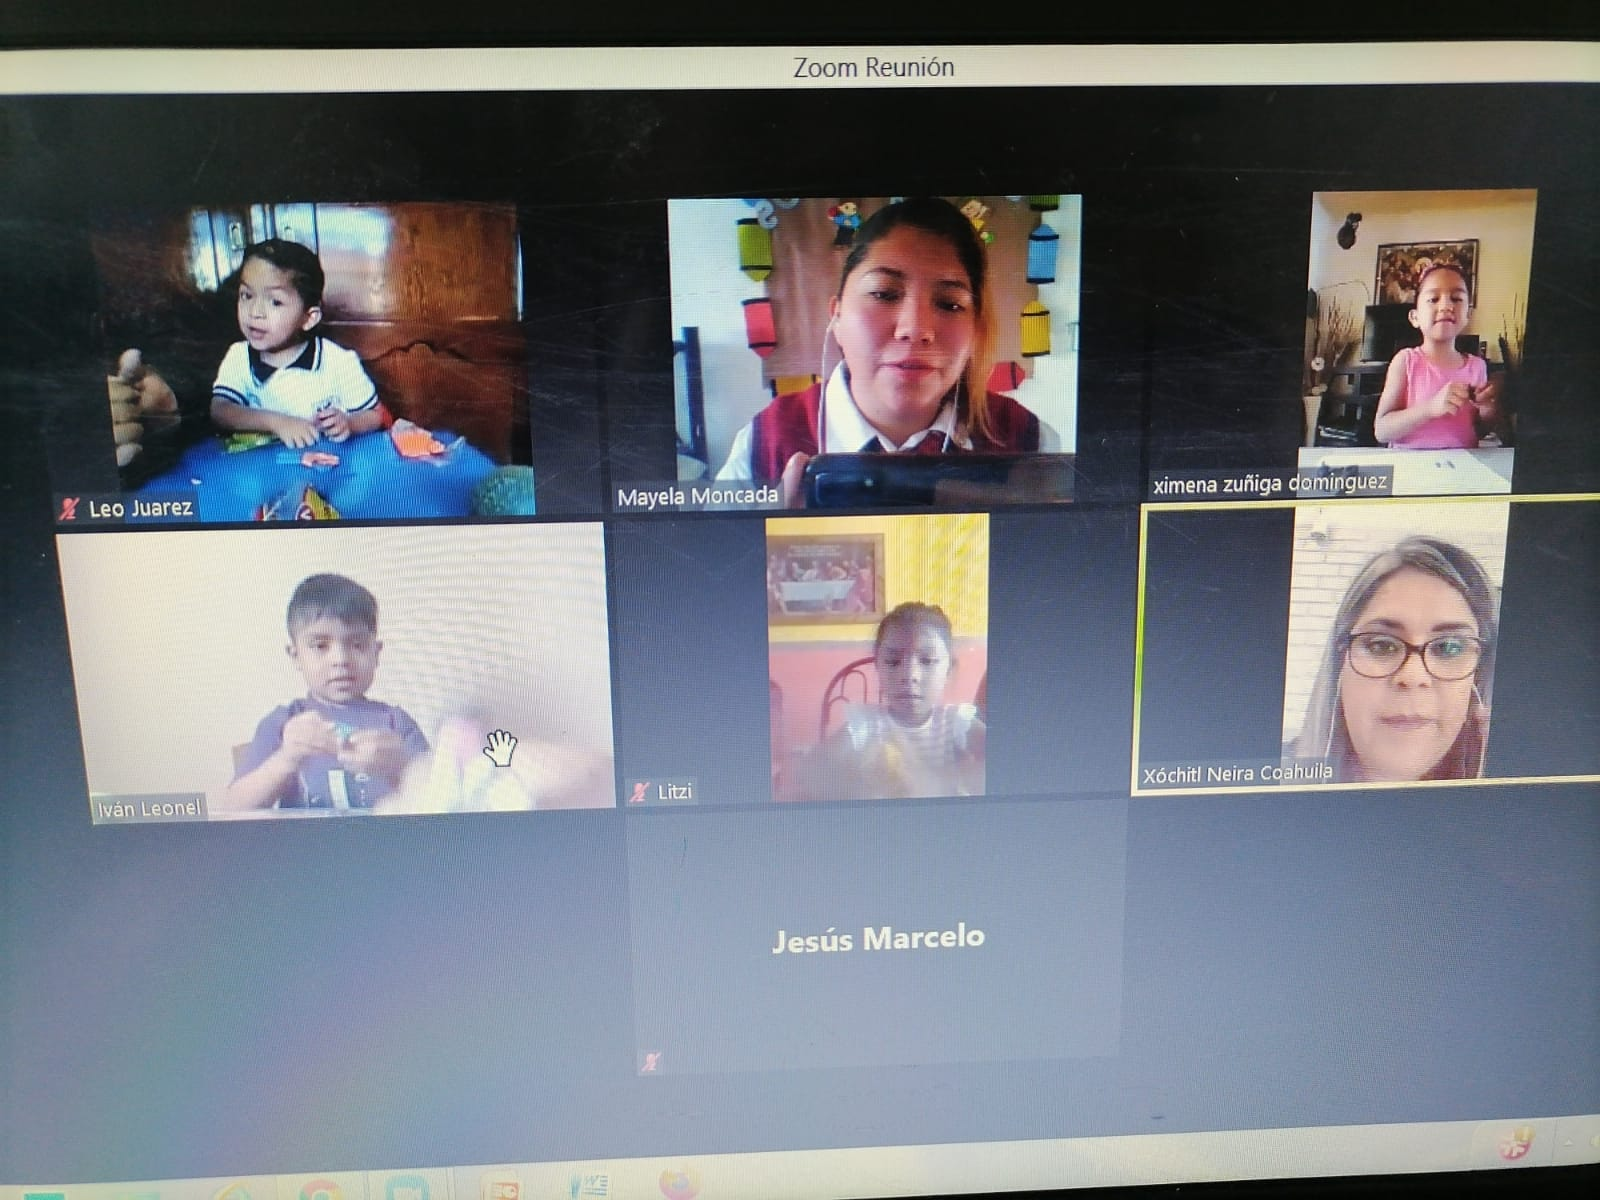 Zoom Reunión
Leo Juarez
Mayela Moncada
ximena zuñiga dominguez
Iván Leonel
Litzi
Xóchitl Neira Coahuila
Jesús Marcelo